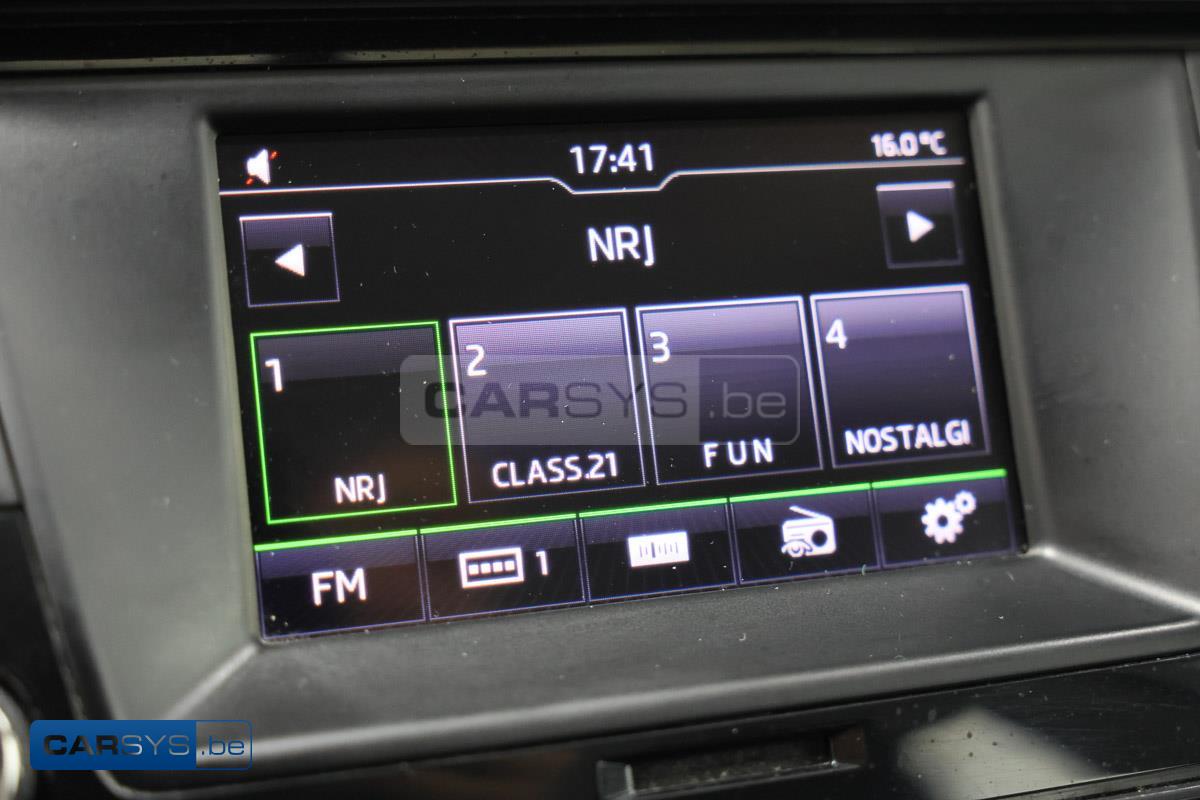 17:41
16.0°C
NRJ
1
2
3
4
CARSYS.be
NRJ
CLASS.21
FUN
NOSTALGI
FM
1
CARSYS.be